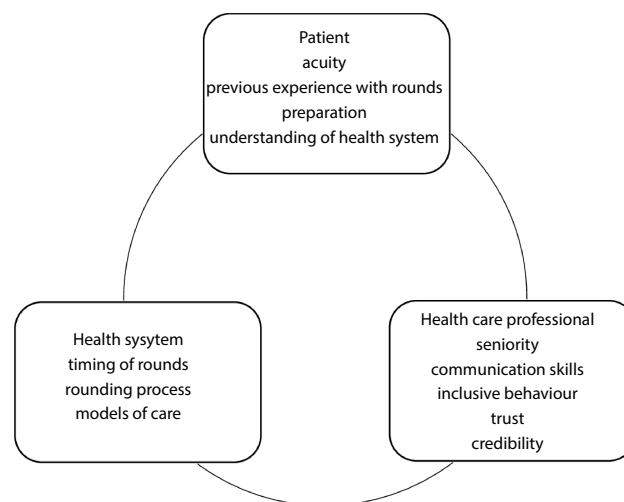 Patient
acuity
previous experience with rounds
preparation
understanding of health system
Health sysytem
timing of rounds
rounding process
models of care
Health care professional
seniority
communication skills
inclusive behaviour
trust
credibility